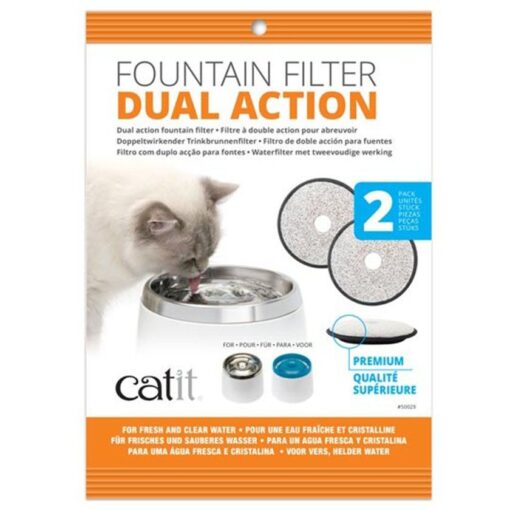 FOUNTAIN FILTER
DUAL ACTION
Dual action fountain filter • Filtre à double action pour abreuvoir
Doppeltwirkender Trinkbrunnenfilter • Filtro de doble acción para fuentes
Filtro com duplo acção para fontes • Waterfilter met tweevoudige werking
2
PACK
UNITÉS
STÜCK
PIEZAS
PEÇAS
STUKS
FOR • POUR • FÜR • PARA • VOOR
PREMIUM
QUALITÉ
SUPÉRIEURE
catit
#50029
FOR FRESH AND CLEAR WATER • POUR UNE EAU FRAÎCHE ET CRISTALLINE
FÜR FRISCHES UND SAUBERES WASSER • PARA UN AGUA FRESCA Y CRISTALINA
PARA UMA ÁGUA FRESCA E CRISTALINA • VOOR VERS, HELDER WATER